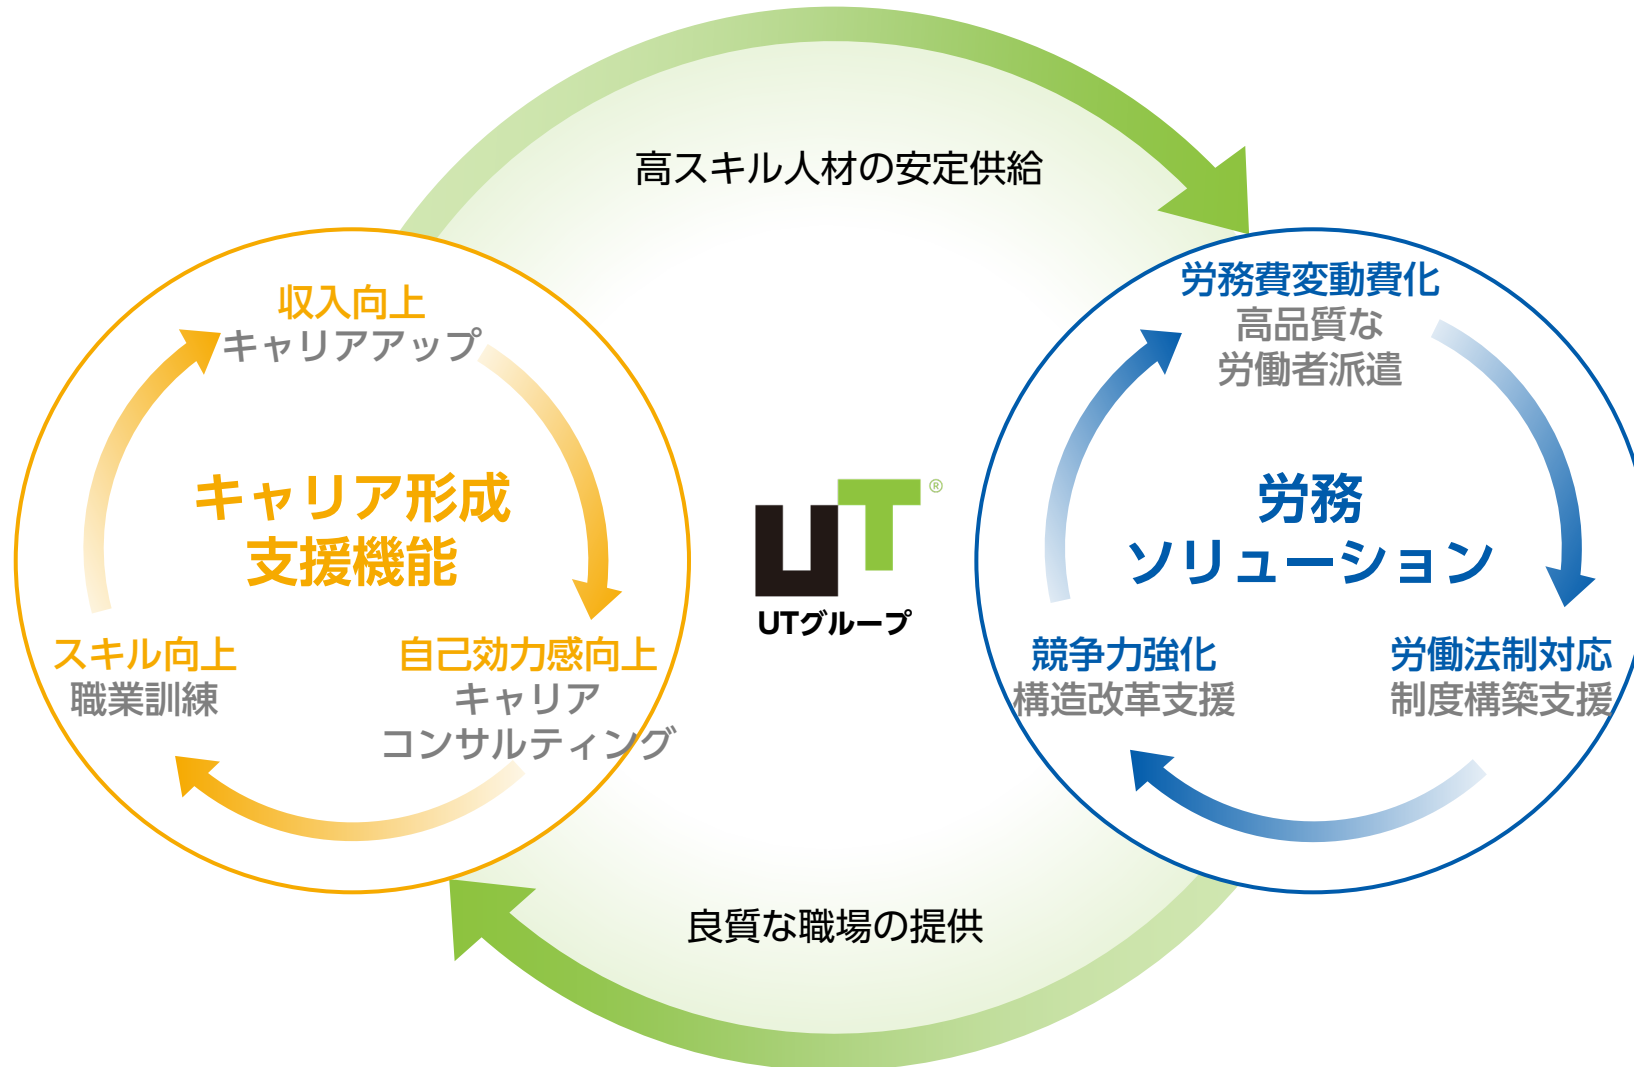 高スキル人材の安定供給
収入向上
キャリアアップ
キャリア形成
支援機能
スキル向上
職業訓練
自己効力感向上
キャリア
コンサルティング
UT®
UTグループ
労務費変動費化
高品質な
労働者派遣
労務
ソリューション
競争力強化
構造改革支援
労働法制対応
制度構築支援
良質な職場の提供